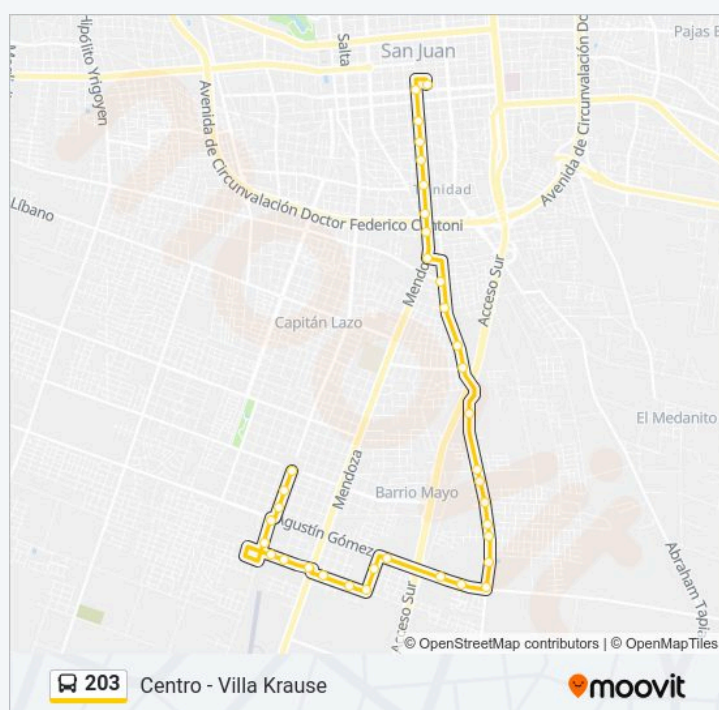 San Juan
Pajas B
Salta
Hipólito Yrigoyen
Avenida de Circunvalación Doctor Federico Cantoni
Avenida de Circunvalación Do
Trinidad
Líbano
Mendo
Acceso Sur
Capitán Lazo
El Medanito
Mendoza
Barrio Mayo
Agustín Gómez
Abraham Tapia
Acceso Sur
© OpenStreetMap contributors | © OpenMapTiles
203 Centro - Villa Krause
moovit